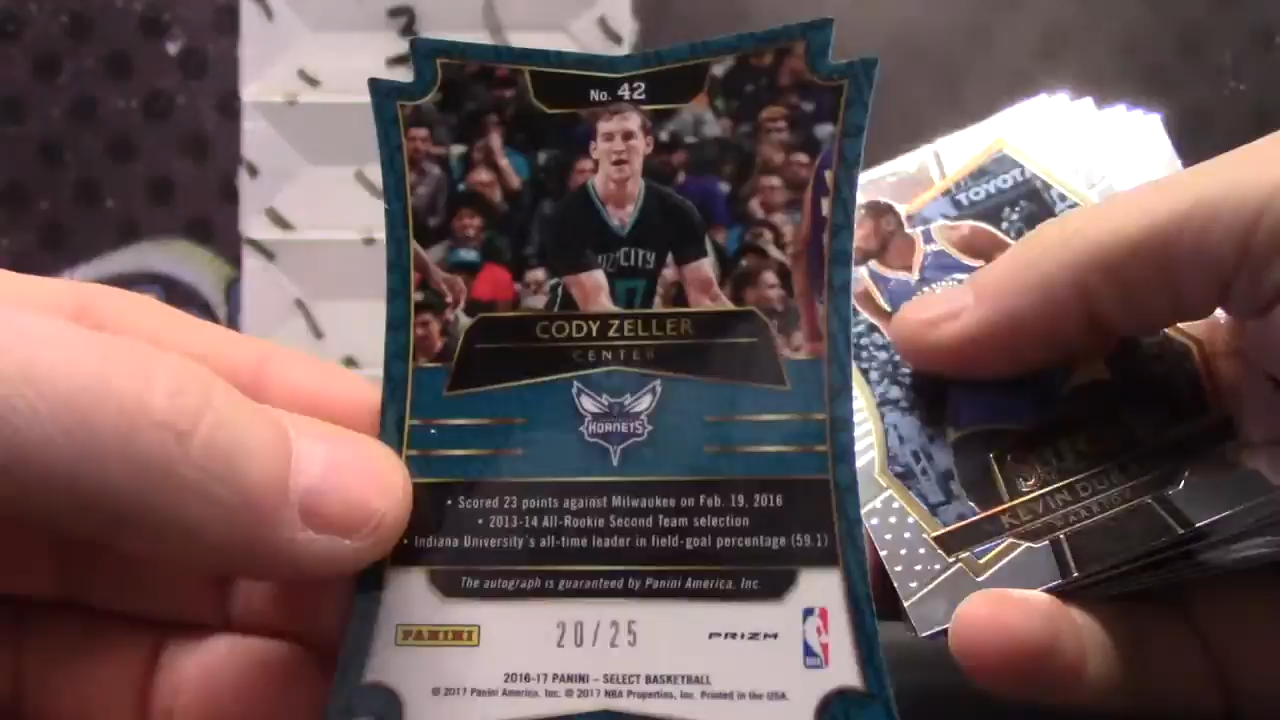 No. 42
CITY
CODY ZELLER
CENTER
HORNETS
• Scored 23 points against Milwaukee on Feb. 19, 2016
• 2013-14 All-Rookie Second Team selection
• Indiana University's all-time leader in field-goal percentage (59.1)
The autograph is guaranteed by Panini America, Inc.
PANINI
20/25
PRIZM
NBA
2016-17 PANINI – SELECT BASKETBALL
© 2017 Panini America, Inc. © 2017 NBA Properties, Inc. Printed in the USA.
TOYOTA
KEVIN